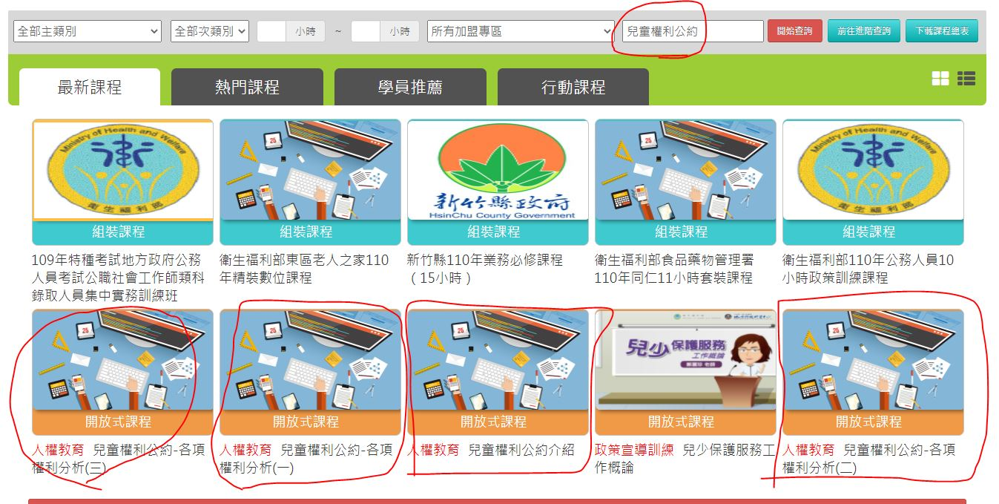 全部主類別 全部次類別 小時 ~ 小時 所有加盟專區 兒童權利公約 開始查詢 前往進階查詢 下載課程總表
最新課程 熱門課程 學員推薦 行動課程
Ministry of Health and Welfare
衛生福利部
25
新竹縣政府
HsinChu County Government
25
Ministry of Health and Welfare
衛生福利部
組裝課程 組裝課程 組裝課程 組裝課程 組裝課程
109年特種考試地方政府公務
人員考試公職社會工作師類科
錄取人員集中實務訓練班
衛生福利部東區老人之家110
年精裝數位課程
新竹縣110年業務必修課程
（15小時）
衛生福利部食品藥物管理署
110年同仁11小時套裝課程
衛生福利部110年公務人員10
小時政策訓練課程
25
25
25
兒少保護服務
工作概論
25
開放式課程 開放式課程 開放式課程 開放式課程 開放式課程
人權教育 兒童權利公約-各項
權利分析(三)
人權教育 兒童權利公約-各項
權利分析(一)
人權教育 兒童權利公約介紹
政策宣導訓練 兒少保護服務工
作概論
人權教育 兒童權利公約-各項
權利分析(二)